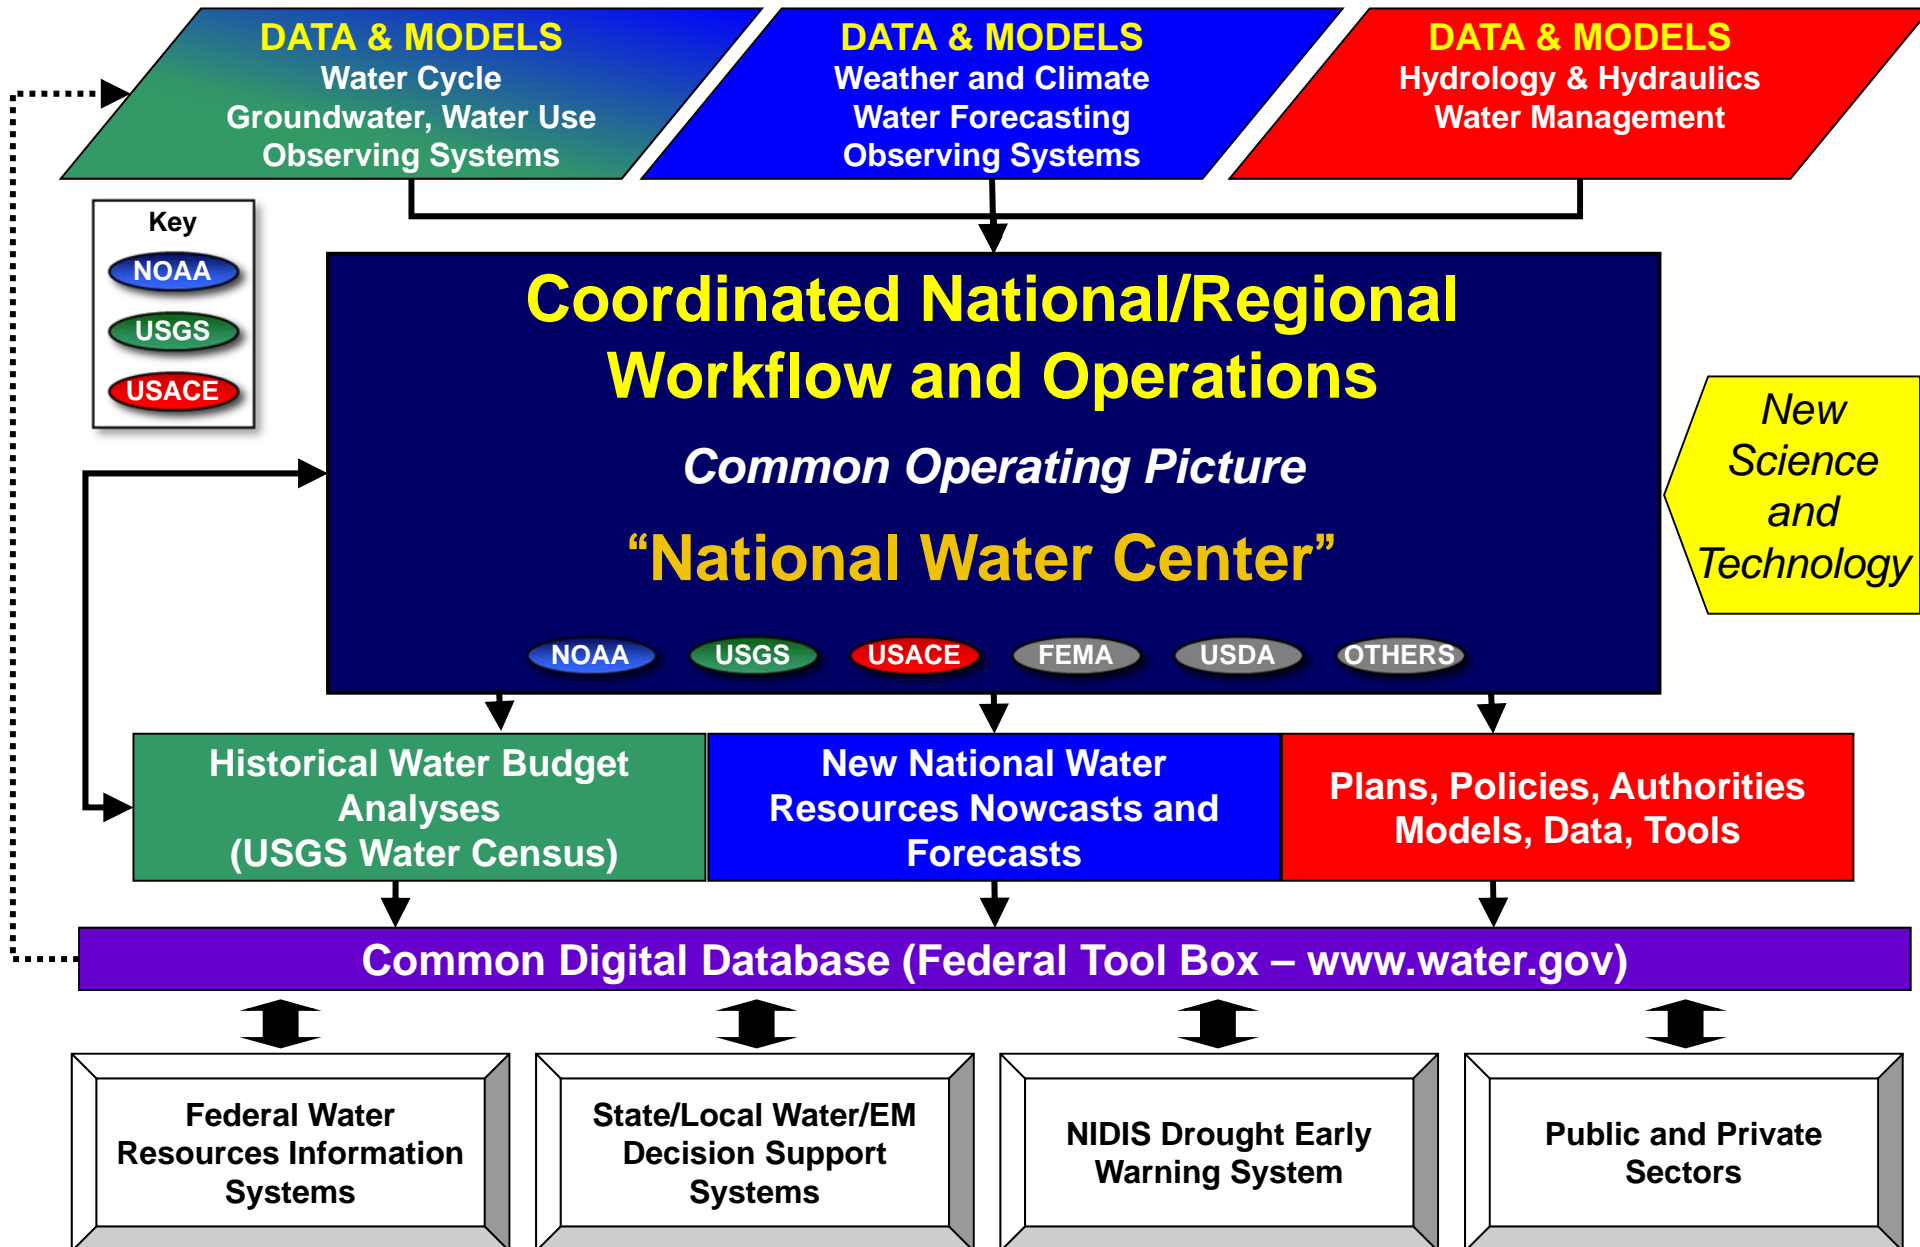 DATA & MODELS
Water Cycle
Groundwater, Water Use
Observing Systems
DATA & MODELS
Weather and Climate
Water Forecasting
Observing Systems
DATA & MODELS
Hydrology & Hydraulics
Water Management
Key
NOAA
USGS
USACE
Coordinated National/Regional
Workflow and Operations
Common Operating Picture
“National Water Center”
NOAA
USGS
USACE
FEMA
USDA
OTHERS
New
Science
and
Technology
Historical Water Budget
Analyses
(USGS Water Census)
New National Water
Resources Nowcasts and
Forecasts
Plans, Policies, Authorities
Models, Data, Tools
Common Digital Database (Federal Tool Box – www.water.gov)
Federal Water
Resources Information
Systems
State/Local Water/EM
Decision Support
Systems
NIDIS Drought Early
Warning System
Public and Private
Sectors